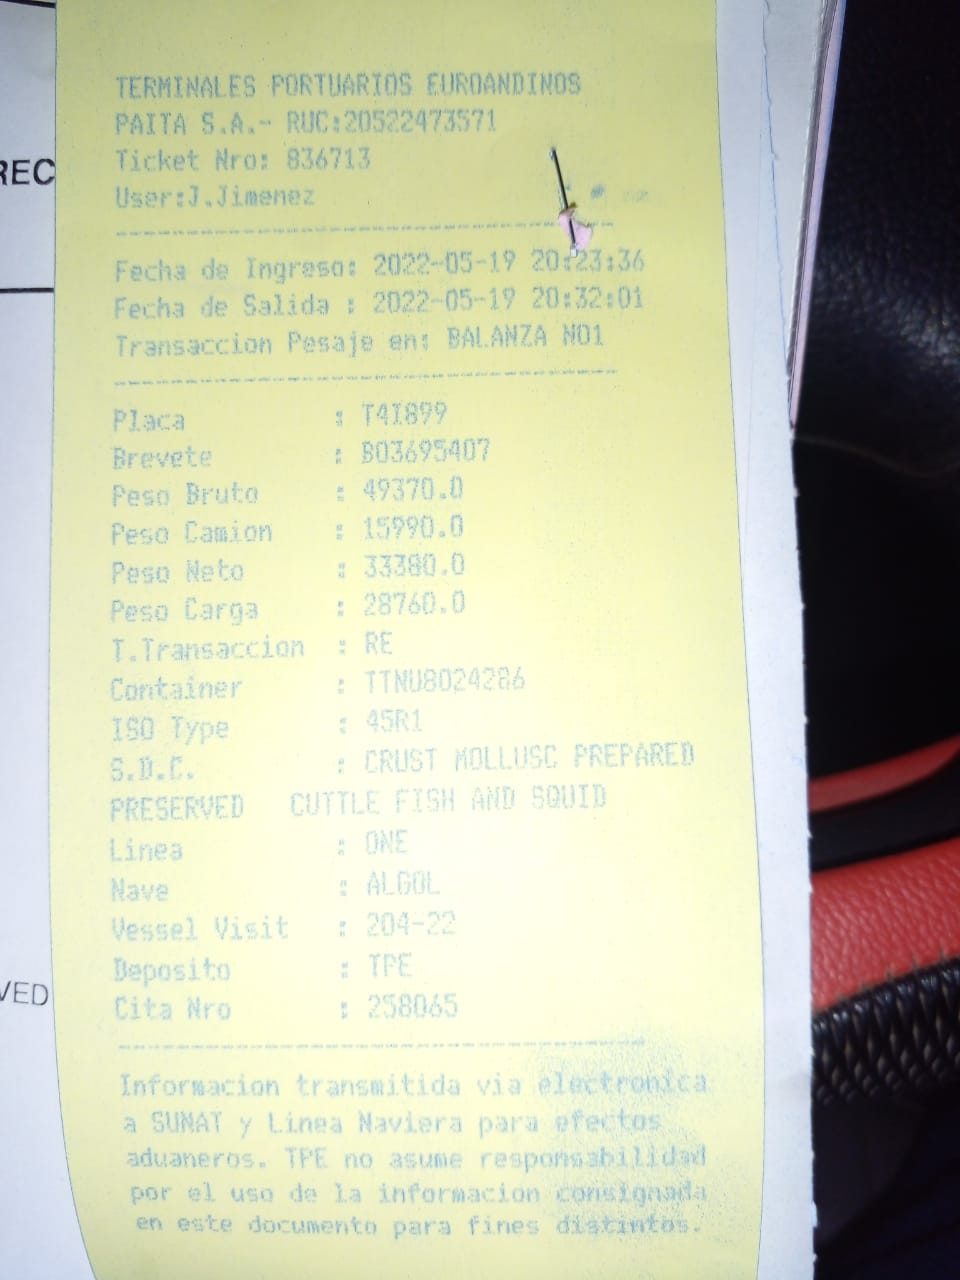 TERMINALES PORTUARIOS EUROANDINOS
PAITA S.A.- RUC:20522473571
Ticket Nro: 836713
User:J.Jimenez
Fecha de Ingreso: 2022-05-19 20:23:36
Fecha de Salida : 2022-05-19 20:32:01
Transaccion Pesaje en: BALANZA NO1
Placa : T4I899
Brevete : B03695407
Peso Bruto : 49370.0
Peso Camion : 15990.0
Peso Neto : 33380.0
Peso Carga : 28760.0
T.Transaccion : RE
Container : TTNU8024286
ISO Type : 45R1
S.D.C. : CRUST MOLLUSC PREPARED
PRESERVED CUTTLE FISH AND SQUID
Linea : ONE
Nave : ALGOL
Vessel Visit : 204-22
Deposito : TPE
Cita Nro : 258065
Informacion transmitida via electronica
a SUNAT y Linea Naviera para efectos
aduaneros. TPE no asume responsabilidad
por el uso de la informacion consignada
en este documento para fines distintos.
REC
VED